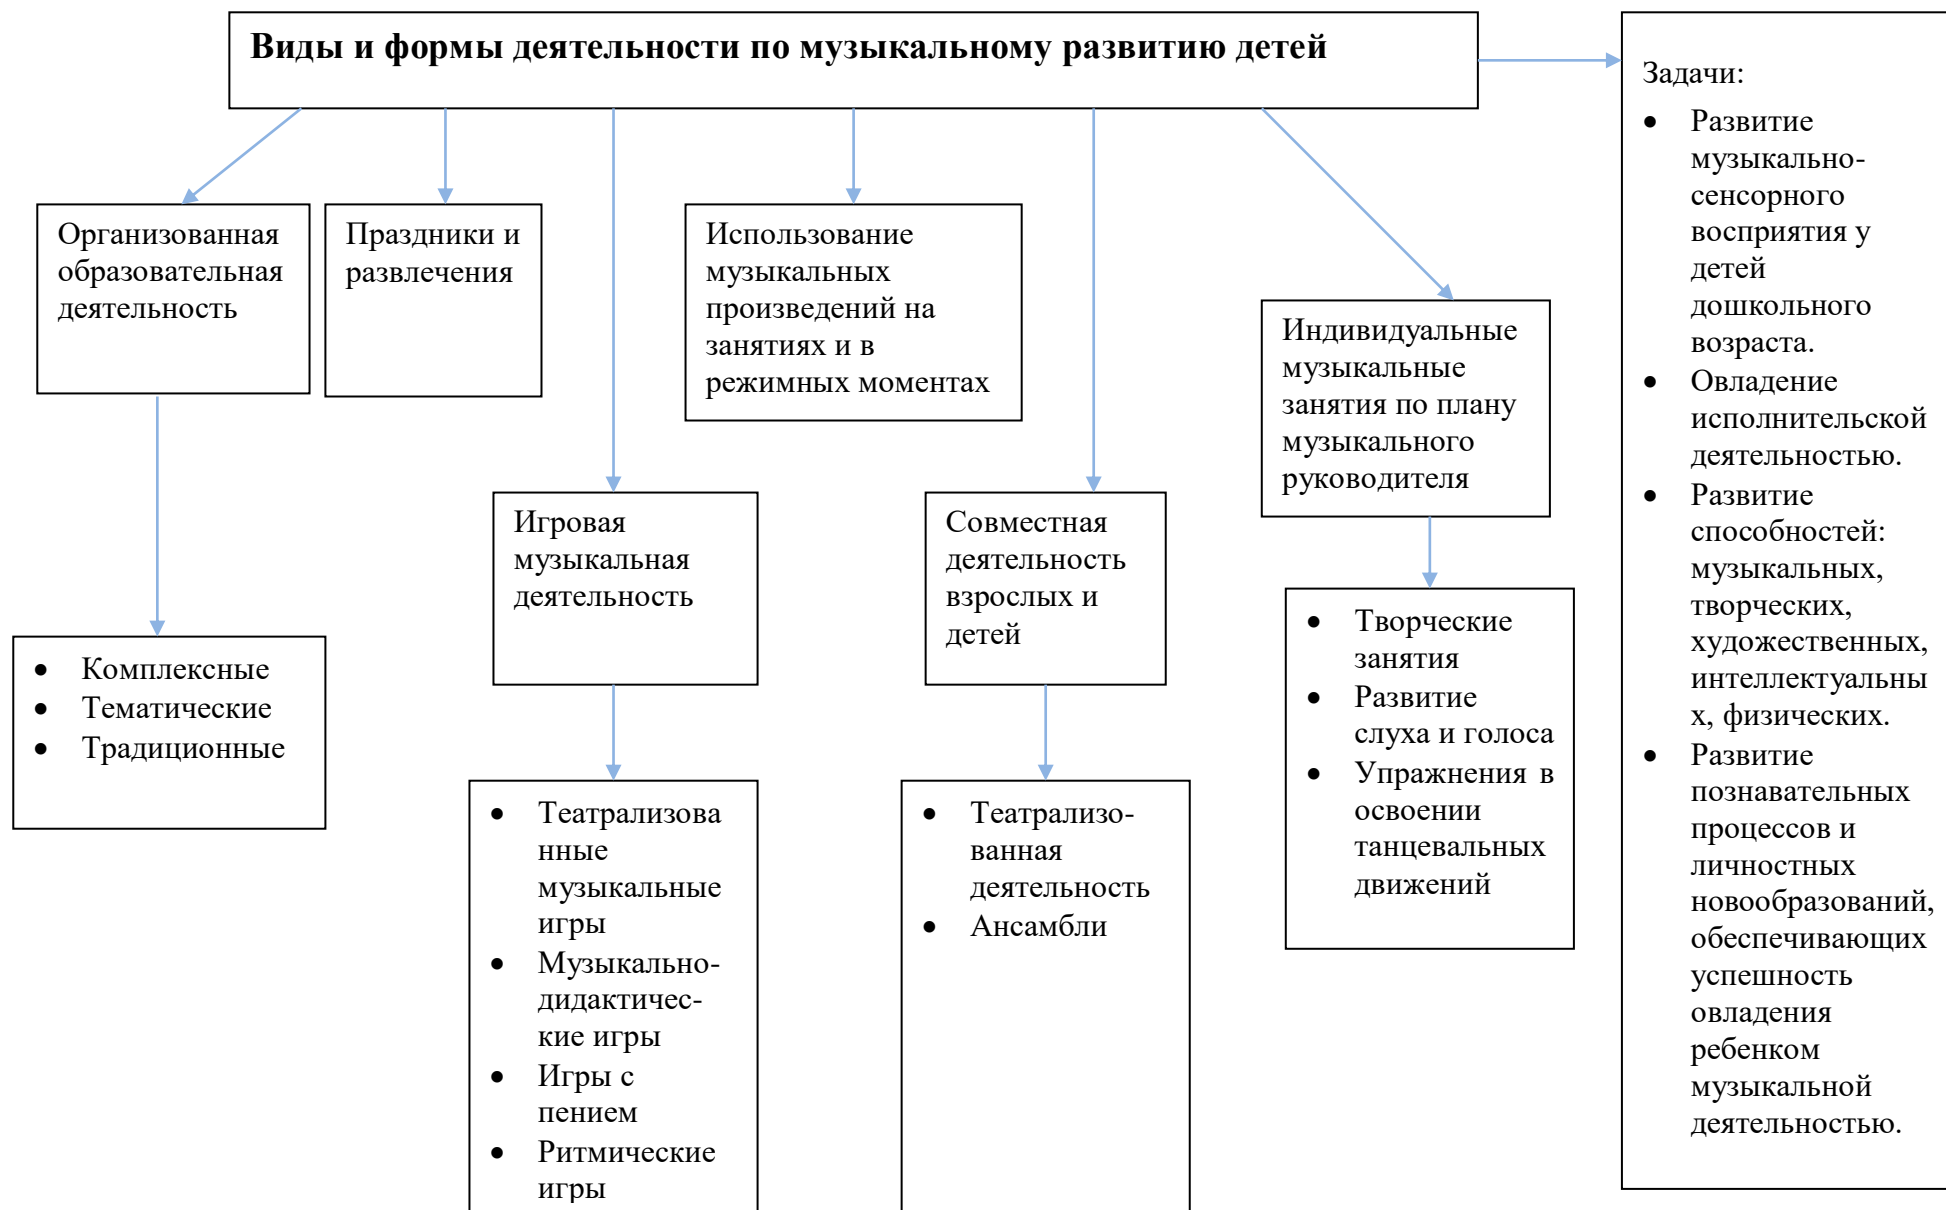 Виды и формы деятельности по музыкальному развитию детей
Организованная
образовательная
деятельность
Праздники и
развлечения
Использование
музыкальных
произведений на
занятиях и в
режимных моментах
Индивидуальные
музыкальные
занятия по плану
музыкального
руководителя
Игровая
музыкальная
деятельность
Совместная
деятельность
взрослых и
детей
• Комплексные
• Тематические
• Традиционные
• Театрализова
нные
музыкальные
игры
• Музыкально-
дидактичес-
кие игры
• Игры с
пением
• Ритмические
игры
• Театрализо-
ванная
деятельность
• Ансамбли
• Творческие
занятия
• Развитие
слуха и голоса
• Упражнения в
освоении
танцевальных
движений
Задачи:
• Развитие
музыкально-
сенсорного
восприятия у
детей
дошкольного
возраста.
• Овладение
исполнительской
деятельностью.
• Развитие
способностей:
музыкальных,
творческих,
художественных,
интеллектуальны
х, физических.
• Развитие
познавательных
процессов и
личностных
новообразований,
обеспечивающих
успешность
овладения
ребенком
музыкальной
деятельностью.